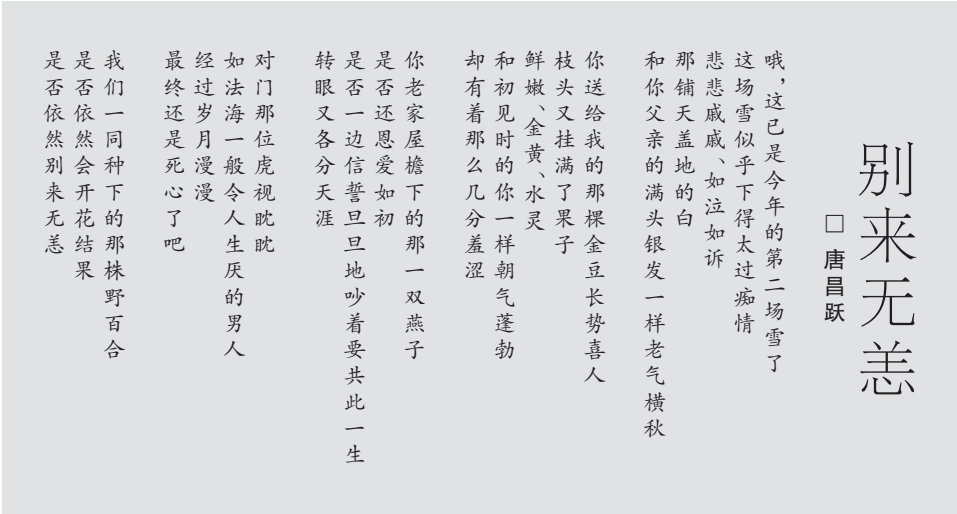 别来无恙
□ 唐昌跃
哦，这已是今年的第二场雪了
这场雪似乎下得太过痴情
悲悲戚戚、如泣如诉
那铺天盖地的白
和你父亲的满头银发一样老气横秋
你送给我的那棵金豆长势喜人
枝头又挂满了果子
鲜嫩、金黄、水灵
和初见时的你一样朝气蓬勃
却有着那么几分羞涩
你老家屋檐下的那一双燕子
是否还恩爱如初
是否一边信誓旦旦地吵着要共此一生
转眼又各分天涯
对门那位虎视眈眈
如法海一般令人生厌的男人
经过岁月漫漫
最终还是死心了吧
我们一同种下的那株野百合
是否依然会开花结果
是否依然别来无恙